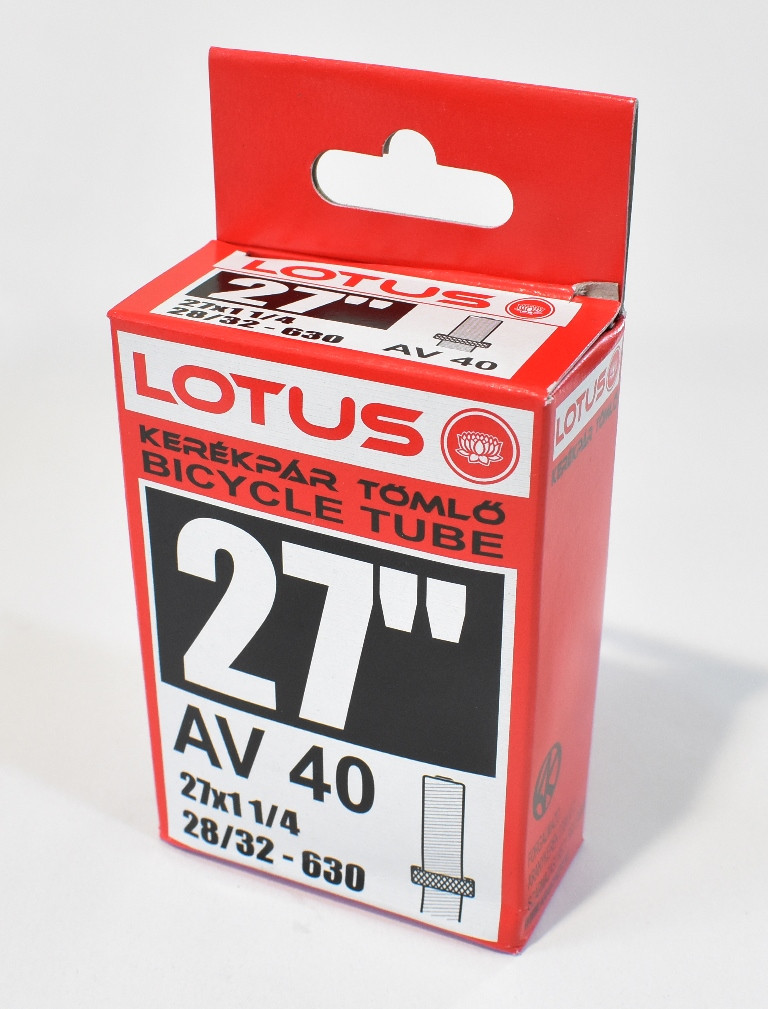 LOTUS
27"
27x1 1/4
28/32 - 630
AV 40
LOTUS
KERÉKPÁR TÖMLŐ
BICYCLE TUBE
27"
AV 40
27x1 1/4
28/32 - 630
LOTUS
KERÉKPÁR